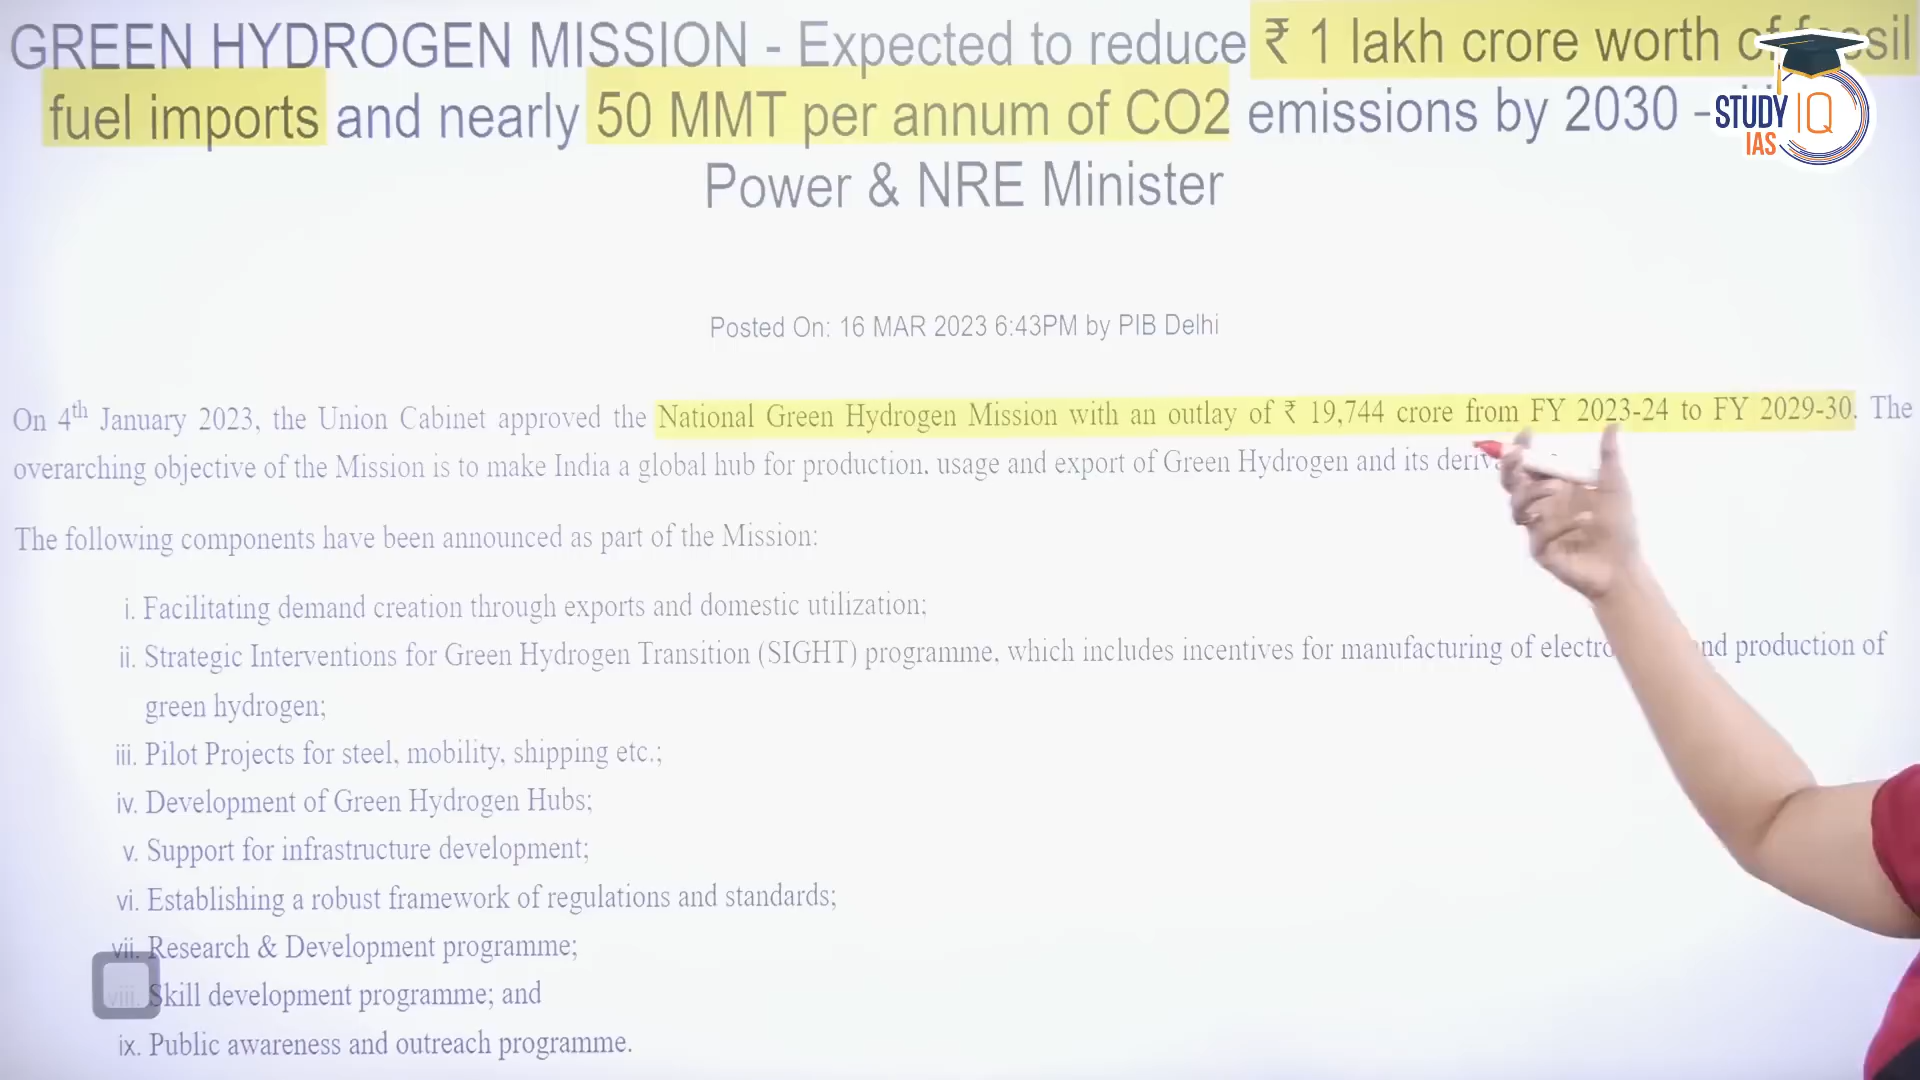 GREEN HYDROGEN MISSION - Expected to reduce ₹ 1 lakh crore worth of
fuel imports and nearly 50 MMT per annum of CO2 emissions by 2030 -
Power & NRE Minister
STUDY IQ
IAS
Posted On: 16 MAR 2023 6:43PM by PIB Delhi
On 4th January 2023, the Union Cabinet approved the National Green Hydrogen Mission with an outlay of ₹ 19,744 crore from FY 2023-24 to FY 2029-30. The
overarching objective of the Mission is to make India a global hub for production, usage and export of Green Hydrogen and its
The following components have been announced as part of the Mission:
i. Facilitating demand creation through exports and domestic utilization;
ii. Strategic Interventions for Green Hydrogen Transition (SIGHT) programme, which includes incentives for manufacturing of and production of
green hydrogen;
iii. Pilot Projects for steel, mobility, shipping etc.;
iv. Development of Green Hydrogen Hubs;
v. Support for infrastructure development;
vi. Establishing a robust framework of regulations and standards;
vii. Research & Development programme;
viii. Skill development programme; and
ix. Public awareness and outreach programme.